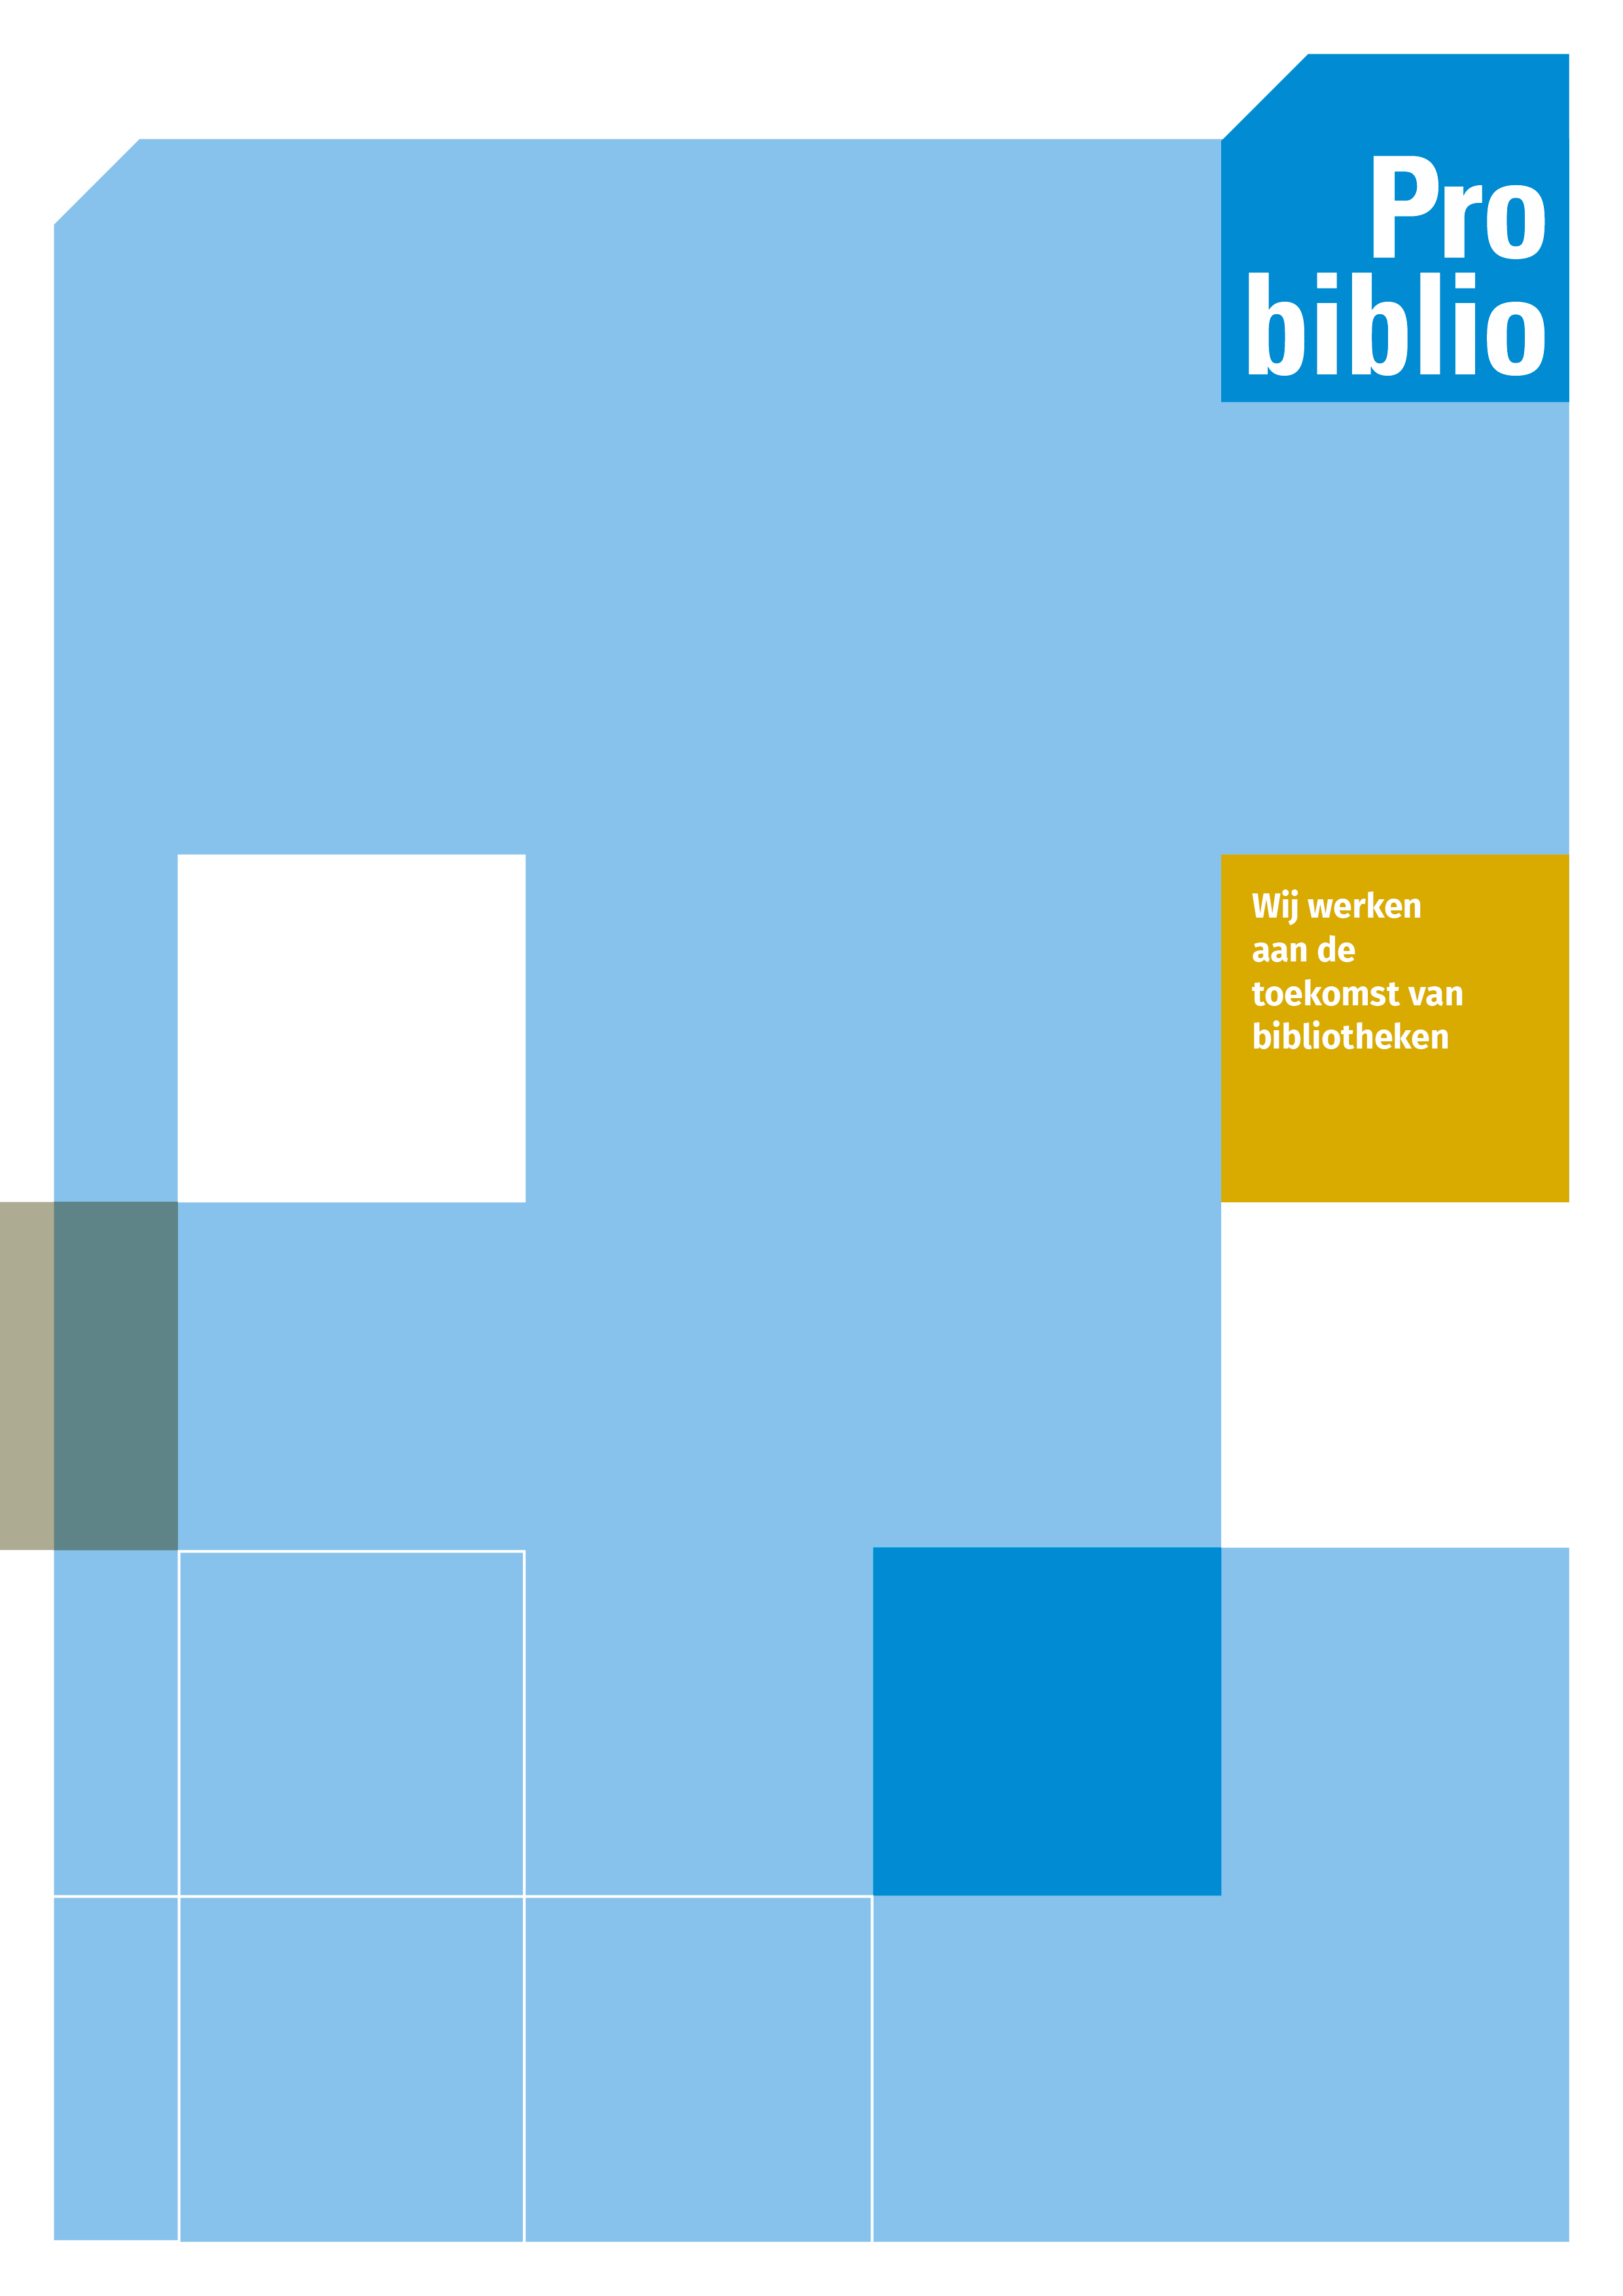 Pro
biblio
Wij werken
aan de
toekomst van
bibliotheken